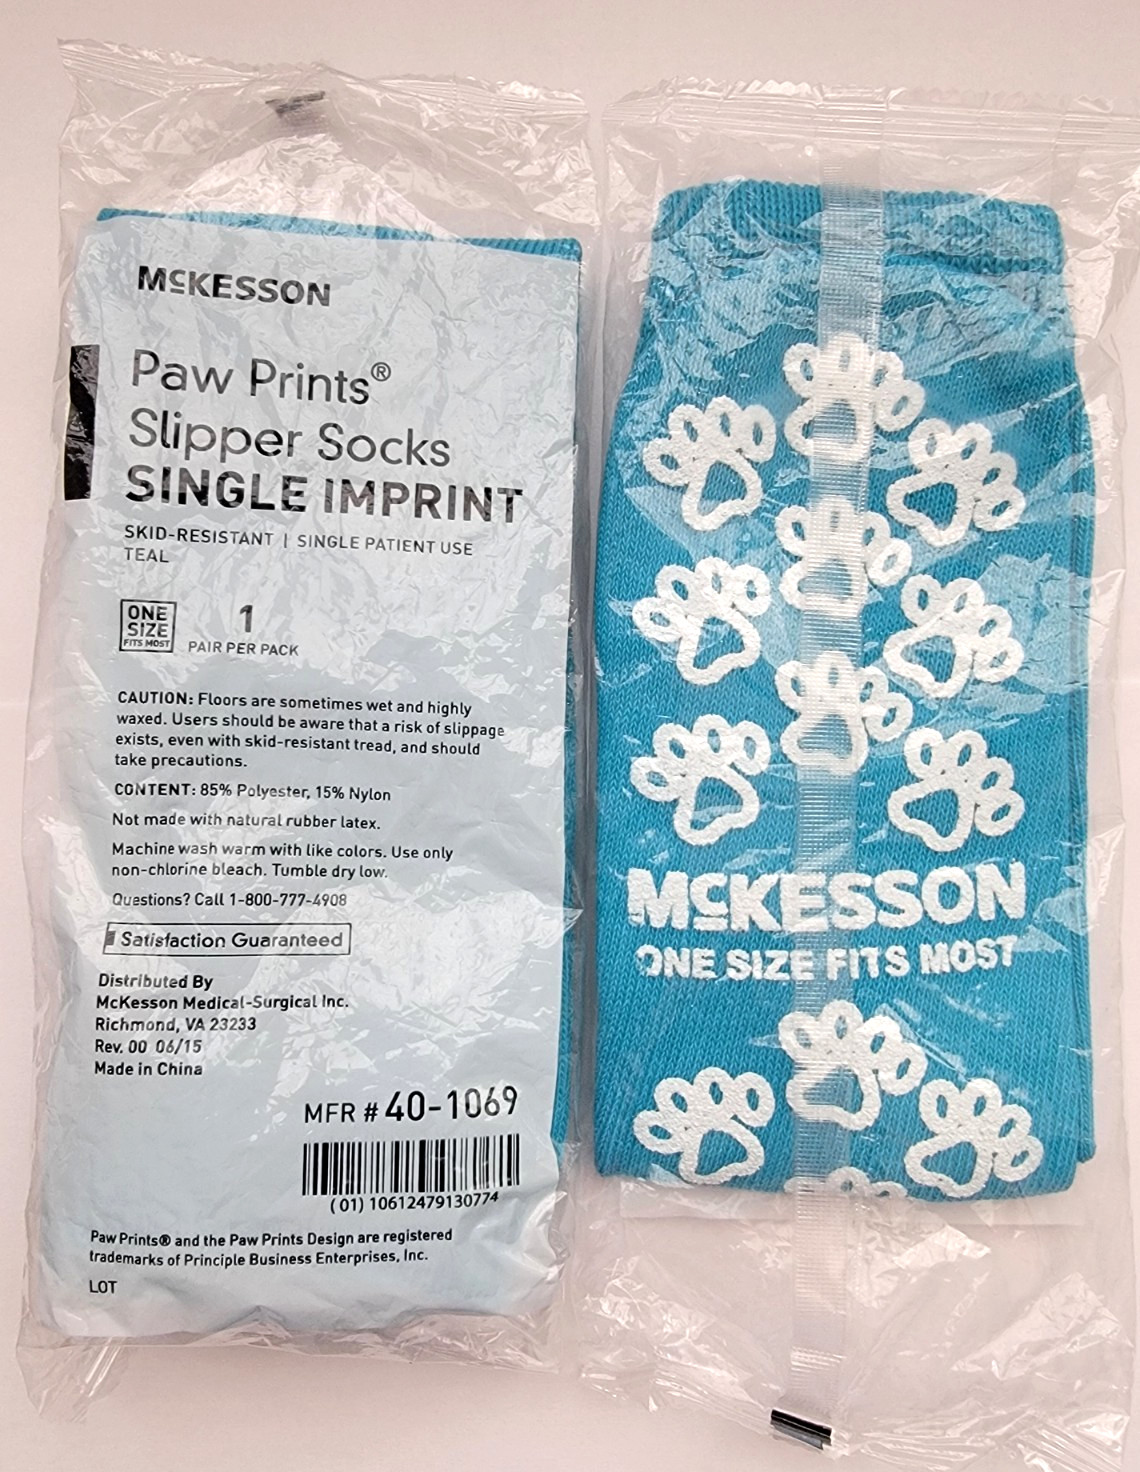 McKESSON
Paw Prints®
Slipper Socks
SINGLE IMPRINT
SKID-RESISTANT | SINGLE PATIENT USE
TEAL
ONE
SIZE
FITS MOST
1
PAIR PER PACK
CAUTION: Floors are sometimes wet and highly
waxed. Users should be aware that a risk of slippage
exists, even with skid-resistant tread, and should
take precautions.
CONTENT: 85% Polyester, 15% Nylon
Not made with natural rubber latex.
Machine wash warm with like colors. Use only
non-chlorine bleach. Tumble dry low.
Questions? Call 1-800-777-4908
Satisfaction Guaranteed
Distributed By
McKesson Medical-Surgical Inc.
Richmond, VA 23233
Rev. 00 06/15
Made in China
MFR # 40-1069
(01) 10612479130774
Paw Prints® and the Paw Prints Design are registered
trademarks of Principle Business Enterprises, Inc.
LOT
McKESSON
ONE SIZE FITS MOST